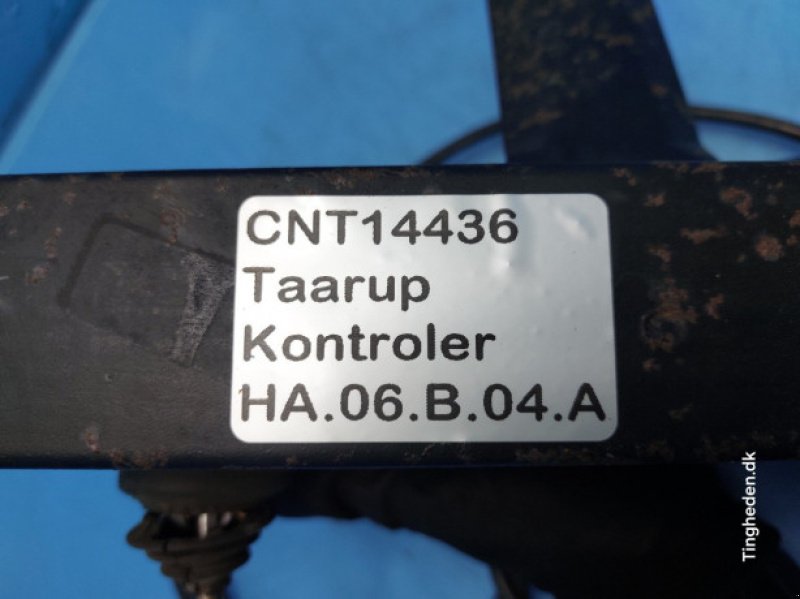 CNT14436
Taarup
Kontroler
HA.06.B.04.A
Tingheden.dk